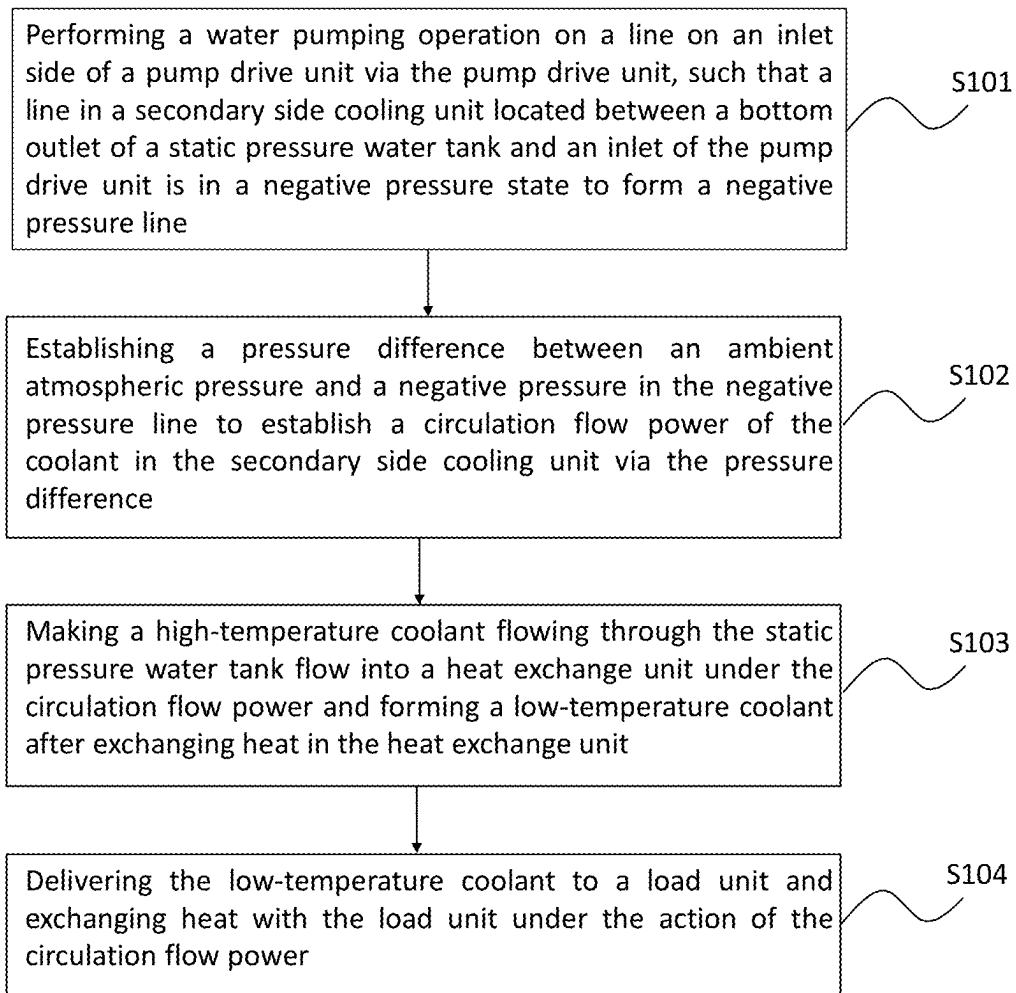 Performing a water pumping operation on a line on an inlet
side of a pump drive unit via the pump drive unit, such that a
line in a secondary side cooling unit located between a bottom
outlet of a static pressure water tank and an inlet of the pump
drive unit is in a negative pressure state to form a negative
pressure line
S101
Establishing a pressure difference between an ambient
atmospheric pressure and a negative pressure in the negative
pressure line to establish a circulation flow power of the
coolant in the secondary side cooling unit via the pressure
difference
S102
Making a high-temperature coolant flowing through the static
pressure water tank flow into a heat exchange unit under the
circulation flow power and forming a low-temperature coolant
after exchanging heat in the heat exchange unit
S103
Delivering the low-temperature coolant to a load unit and
exchanging heat with the load unit under the action of the
circulation flow power
S104